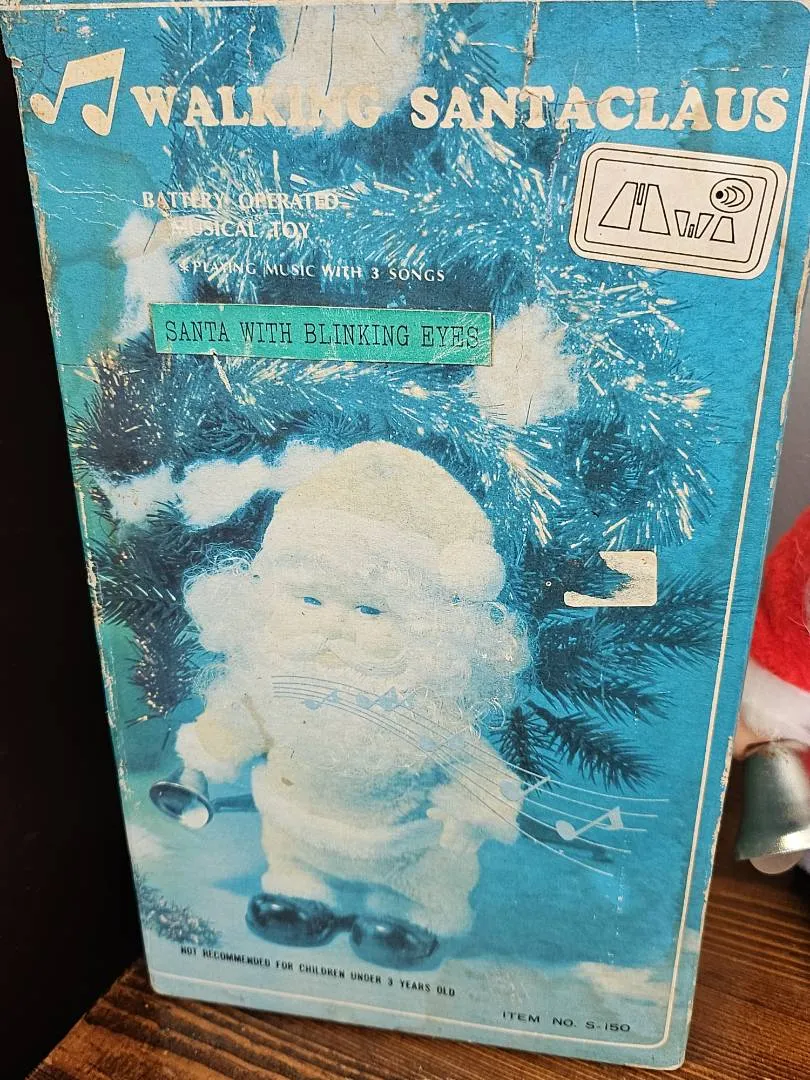 WALKING SANTACLAUS
BATTERY OPERATED
MUSICAL TOY
*PLAYING MUSIC WITH 3 SONGS
SANTA WITH BLINKING EYES
NOT RECOMMENDED FOR CHILDREN UNDER 3 YEARS OLD
ITEM NO. S-150